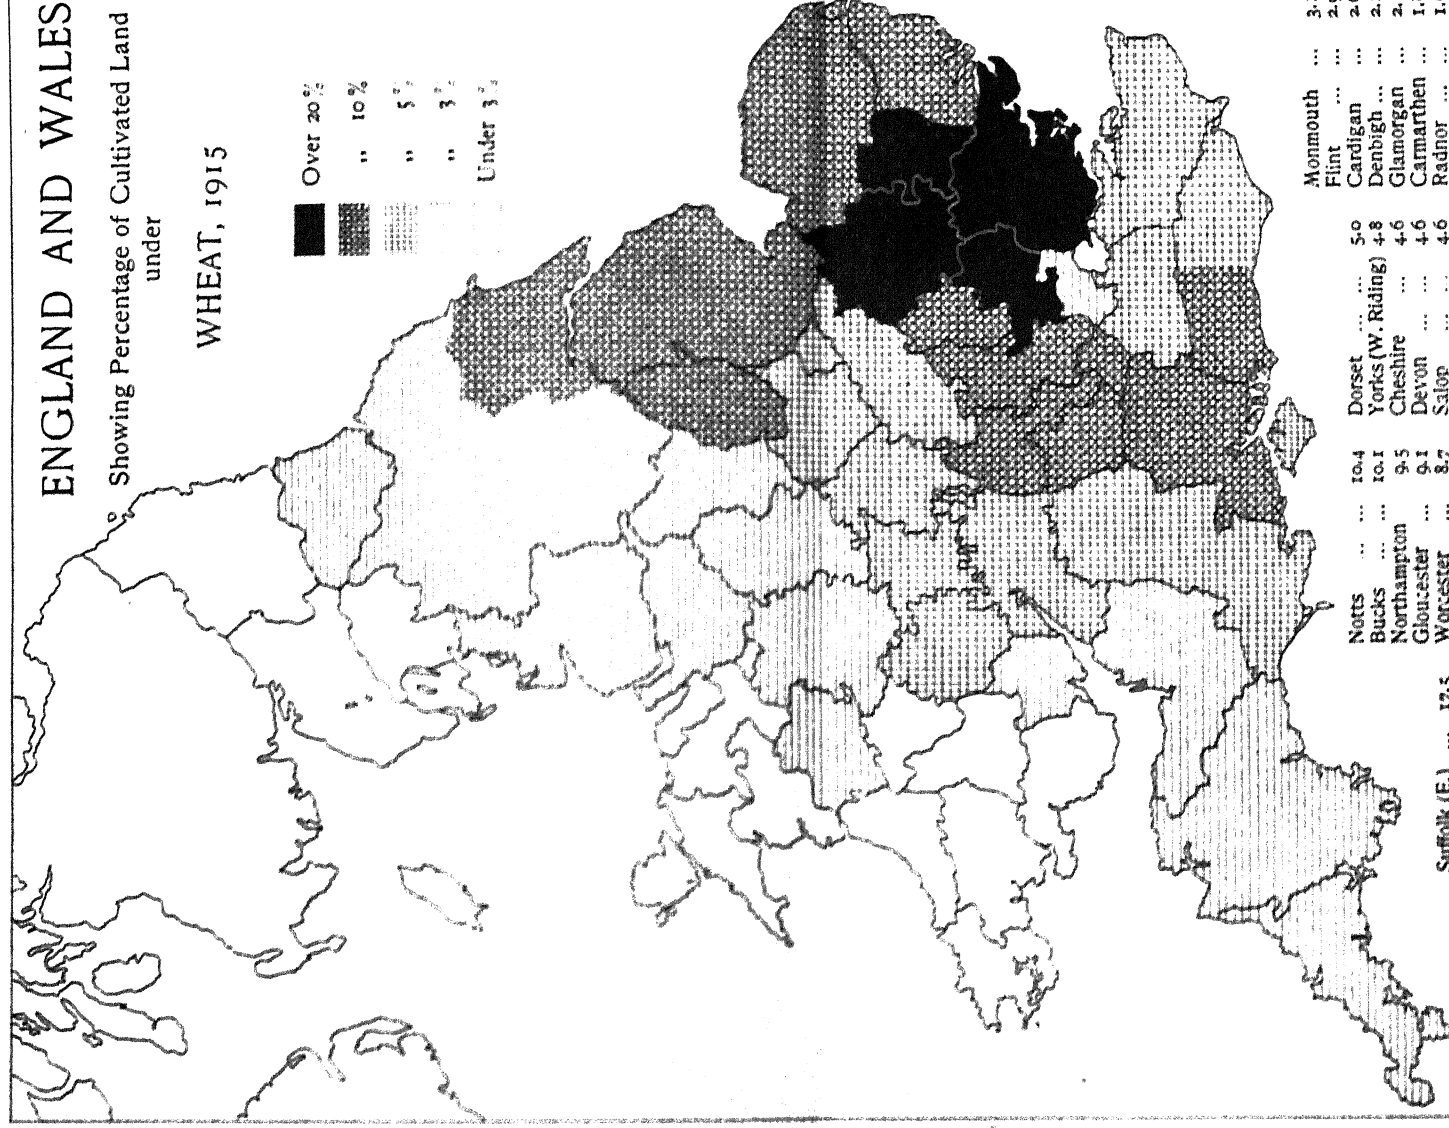 ENGLAND AND WALES
Showing Percentage of Cultivated Land
under
WHEAT, 1915
Over 20%
„ 10%
„ 5%
„ 3%
Under 3%
Suffolk (E.) ... 17.5
Notts ... ... 10.4
Bucks ... ... 10.1
Northampton 9.5
Gloucester ... 9.1
Worcester ... 8.7
Dorset ... ... 5.0
Yorks (W. Riding) 4.8
Cheshire ... 4.6
Devon ... ... 4.6
Salop ... ... 4.6
Monmouth ...
Flint ... ...
Cardigan ...
Denbigh ... ...
Glamorgan ...
Carmarthen ...
Radnor ... ...